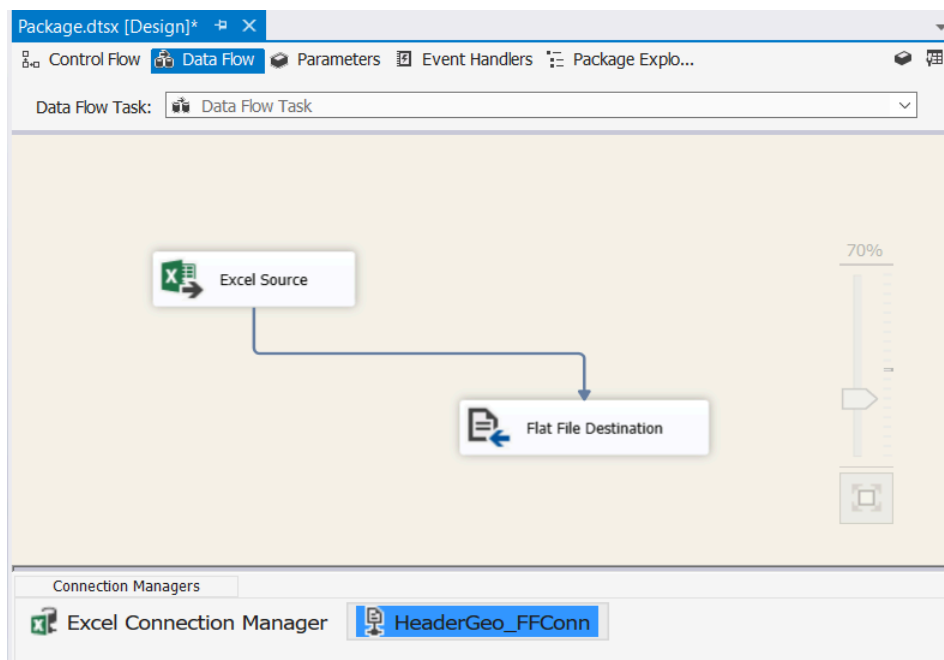 Package.dtsx [Design]*
Control Flow Data Flow Parameters Event Handlers Package Explo...
Data Flow Task: Data Flow Task
70%
Excel Source
Flat File Destination
Connection Managers
Excel Connection Manager HeaderGeo_FFConn